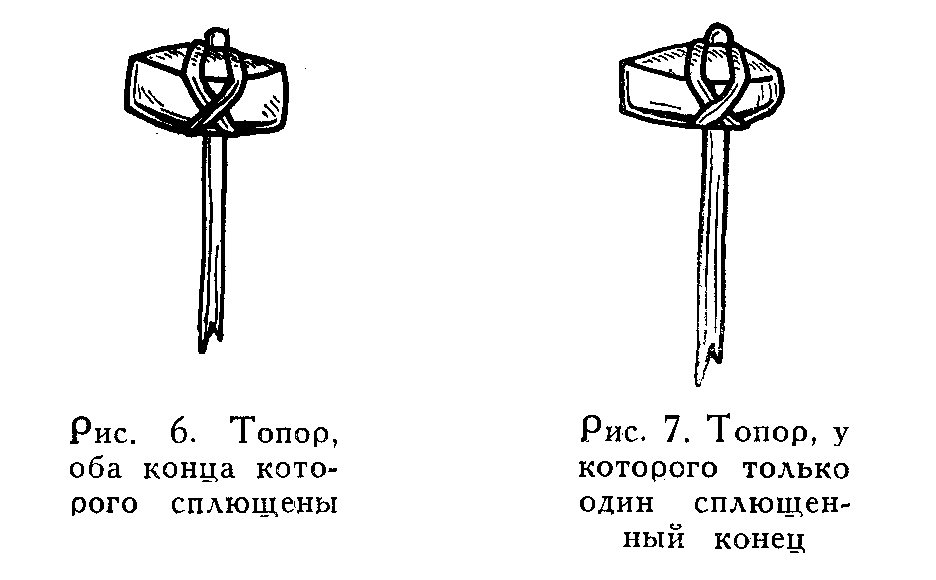 Рис. 6. Топор,
оба конца кото-
рого сплющены
Рис. 7. Топор, у
которого только
один сплющен-
ный конец